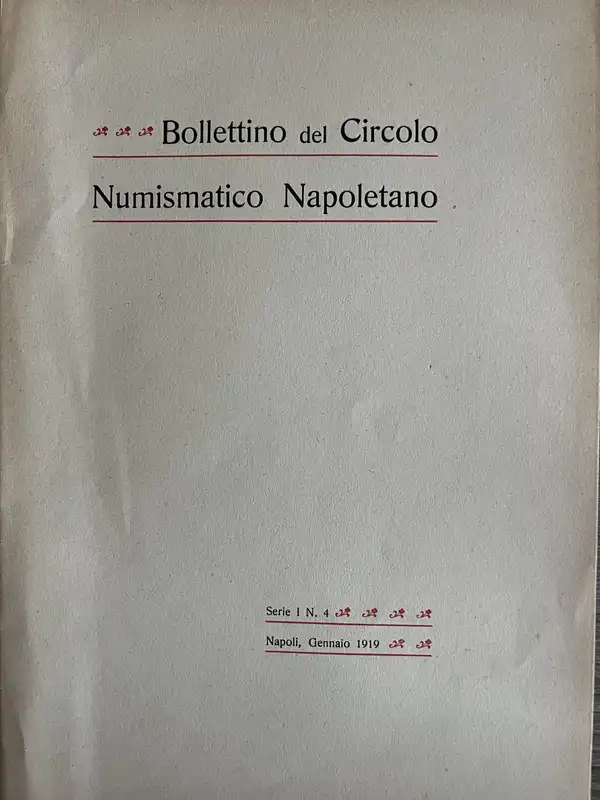 Bollettino del Circolo
Numismatico Napoletano
Serie I N. 4
Napoli, Gennaio 1919